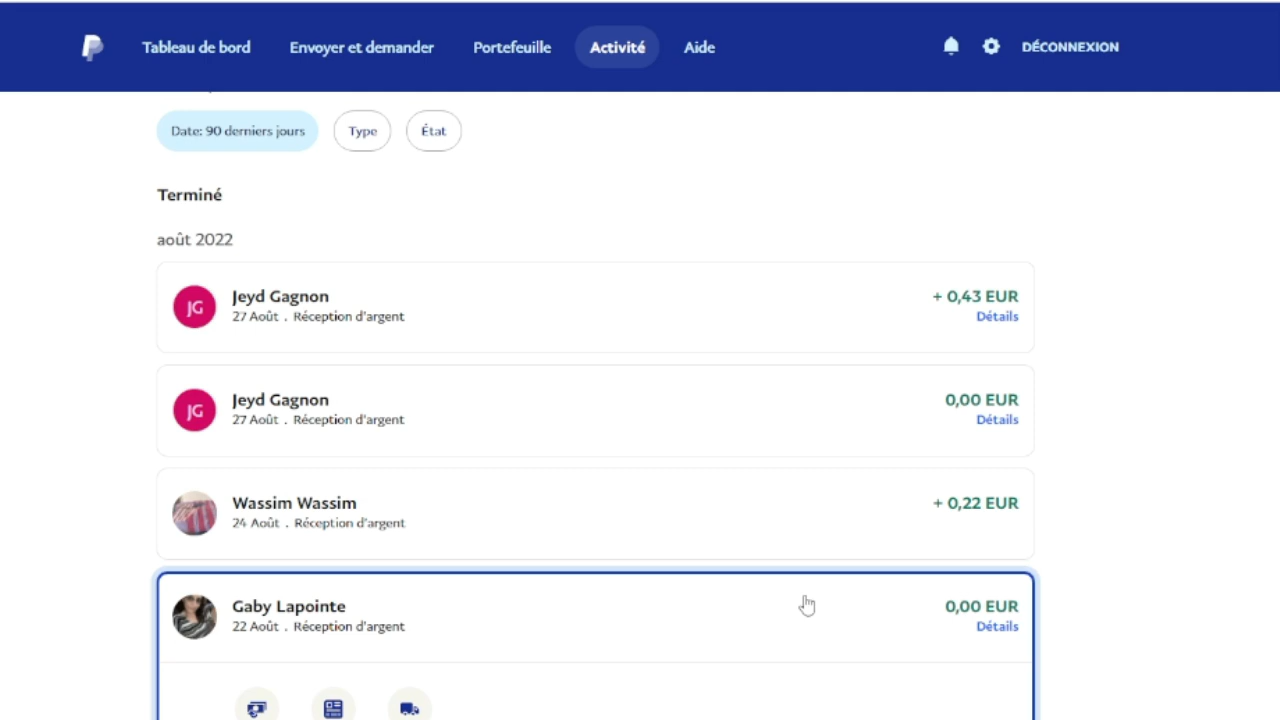 Tableau de bord Envoyer et demander Portefeuille Activité Aide DÉCONNEXION
Date: 90 derniers jours Type État
Terminé
août 2022
JG Jeyd Gagnon + 0,43 EUR
27 Août . Réception d'argent Détails
JG Jeyd Gagnon 0,00 EUR
27 Août . Réception d'argent Détails
Wassim Wassim + 0,22 EUR
24 Août . Réception d'argent
Gaby Lapointe 0,00 EUR
22 Août . Réception d'argent Détails